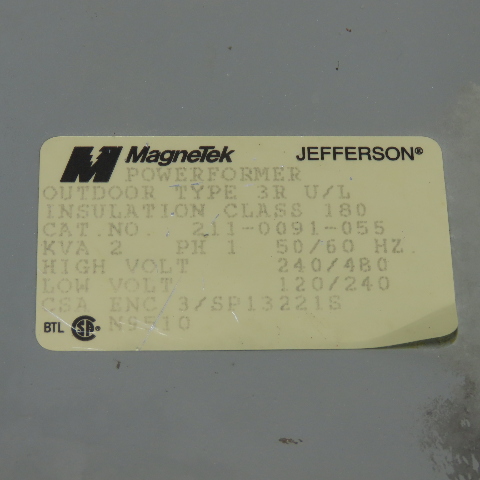 MagneTek JEFFERSON®
POWERFORMER
OUTDOOR TYPE 3R U/L
INSULATION CLASS 180
CAT.NO. 211-0091-055
KVA 2 PH 1 50/60 HZ.
HIGH VOLT 240/480
LOW VOLT 120/240
CSA ENC 3/SP13221S
BTL SA®